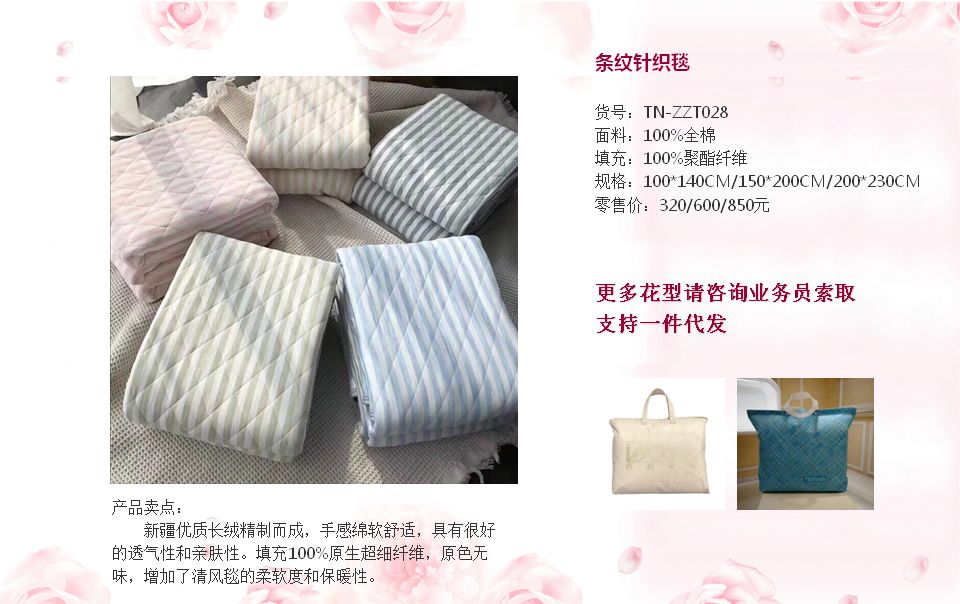 条纹针织毯
货号：TN-ZZT028
面料：100%全棉
填充：100%聚酯纤维
规格：100*140CM/150*200CM/200*230CM
零售价：320/600/850元
更多花型请咨询业务员索取
支持一件代发
产品卖点：
新疆优质长绒精制而成，手感绵软舒适，具有很好
的透气性和亲肤性。填充100%原生超细纤维，原色无
味，增加了清风毯的柔软度和保暖性。